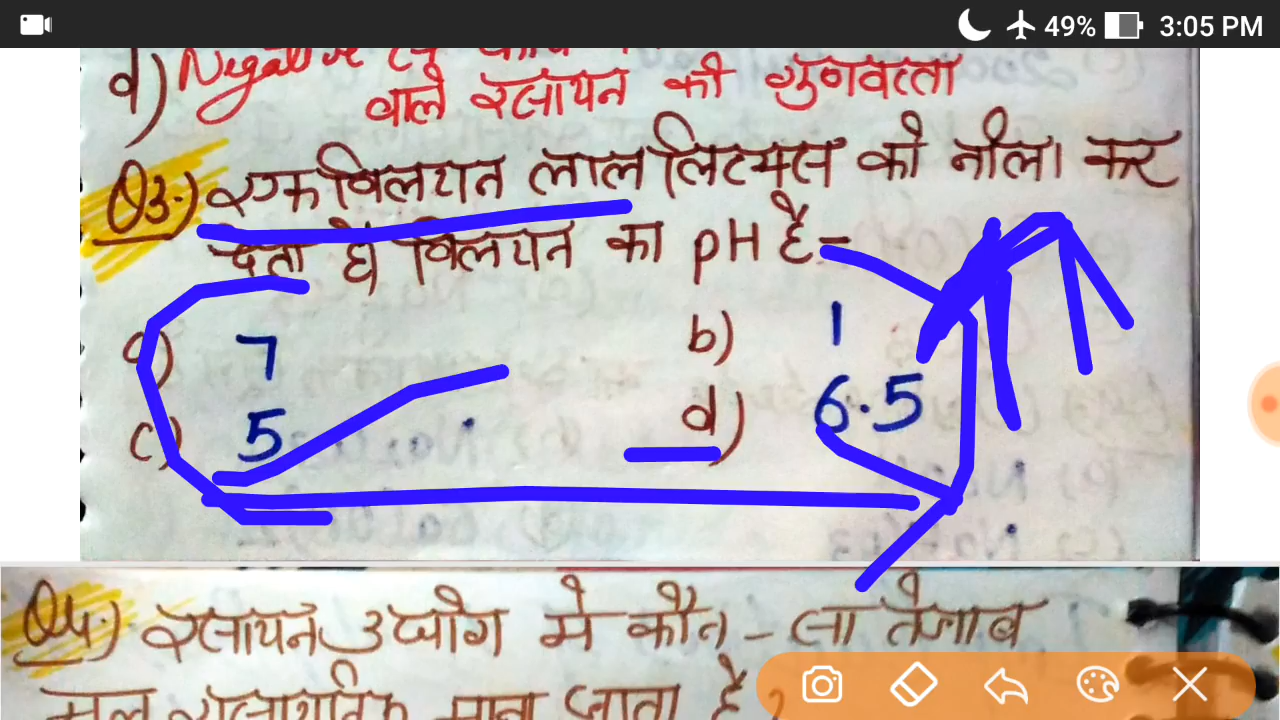 49% 3:05 PM
d) Negative
वाले रसायन की गुणवत्ता
Q3.) एक विलयन लाल लिटमस को नीला कर
देता है विलयन का pH है-
a) 7 b) 1
c) 5 d) 6.5
Q4.) रसायन उद्योग में कौन-सा तेजाब
माना जाता है?